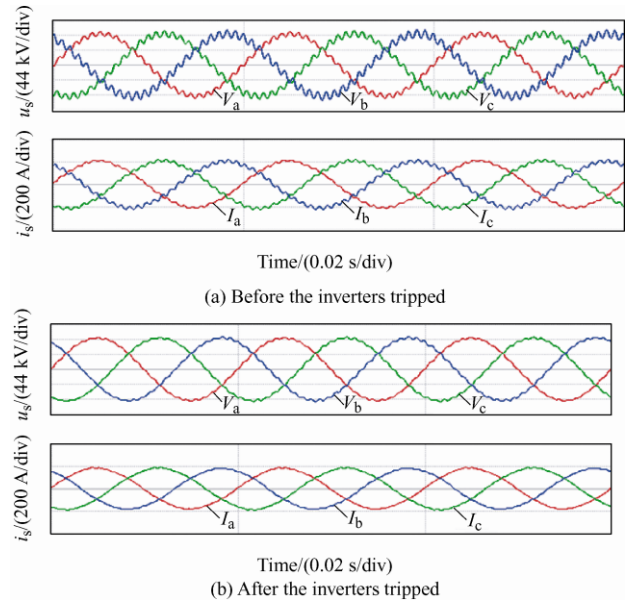 u_s/(44 kV/div)
V_a V_b V_c
i_s/(200 A/div)
I_a I_b I_c
Time/(0.02 s/div)
(a) Before the inverters tripped
u_s/(44 kV/div)
V_a V_b V_c
i_s/(200 A/div)
I_a I_b I_c
Time/(0.02 s/div)
(b) After the inverters tripped